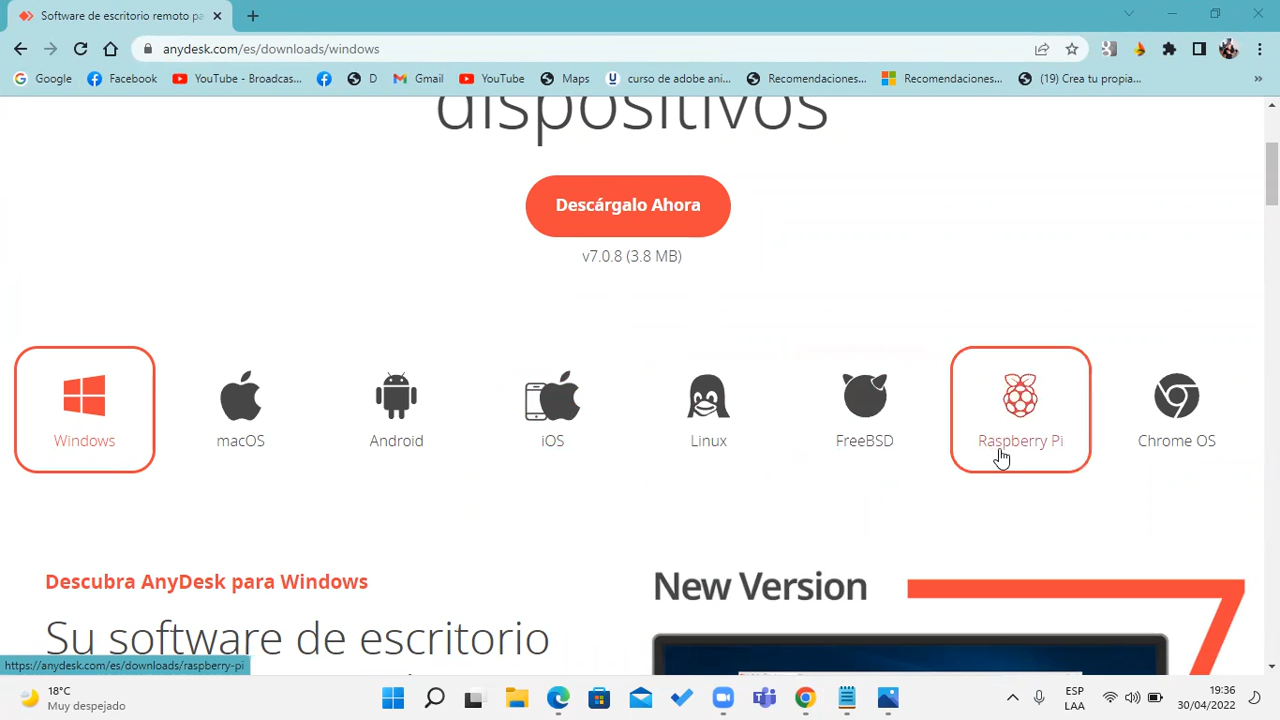 Software de escritorio remoto pa
anydesk.com/es/downloads/windows
Google Facebook YouTube - Broadcas... D Gmail YouTube Maps curso de adobe ani... Recomendaciones... Recomendaciones... (19) Crea tu propia... »
dispositivos
Descárgalo Ahora
v7.0.8 (3.8 MB)
Windows macOS Android iOS Linux FreeBSD Raspberry Pi Chrome OS
Descubra AnyDesk para Windows
New Version
7
Su software de escritorio
https://anydesk.com/es/downloads/raspberry-pi
18°C
Muy despejado
ESP
LAA
19:36
30/04/2022